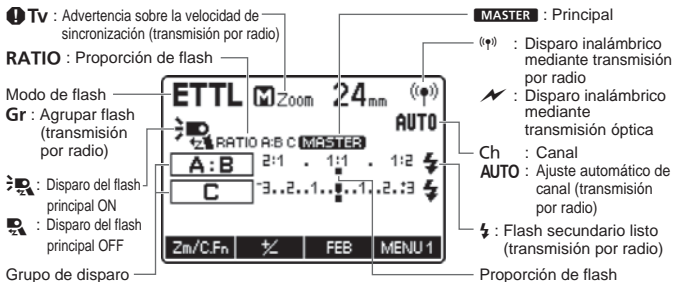 Tv : Advertencia sobre la velocidad de
sincronización (transmisión por radio)
RATIO : Proporción de flash
Modo de flash
Gr : Agrupar flash
(transmisión
por radio)
: Disparo del flash
principal ON
: Disparo del flash
principal OFF
Grupo de disparo
ETTL M Zoom 24mm
AUTO
RATIO A:B C MASTER
A:B 2:1 . 1:1 . 1:2
C -3..2..1..▮..1..2..:3
Zm/C.Fn +/- FEB MENU 1
MASTER : Principal
: Disparo inalámbrico
mediante transmisión
por radio
: Disparo inalámbrico
mediante
transmisión óptica
Ch : Canal
AUTO : Ajuste automático de
canal (transmisión
por radio)
: Flash secundario listo
(transmisión por radio)
Proporción de flash